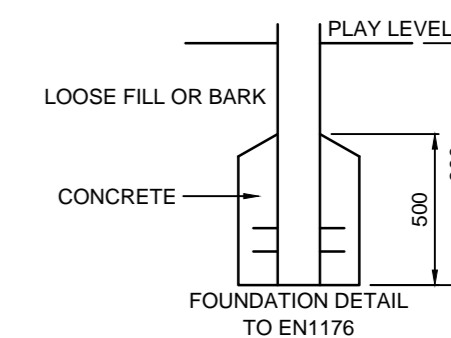 PLAY LEVEL
LOOSE FILL OR BARK
CONCRETE
500
FOUNDATION DETAIL
TO EN1176